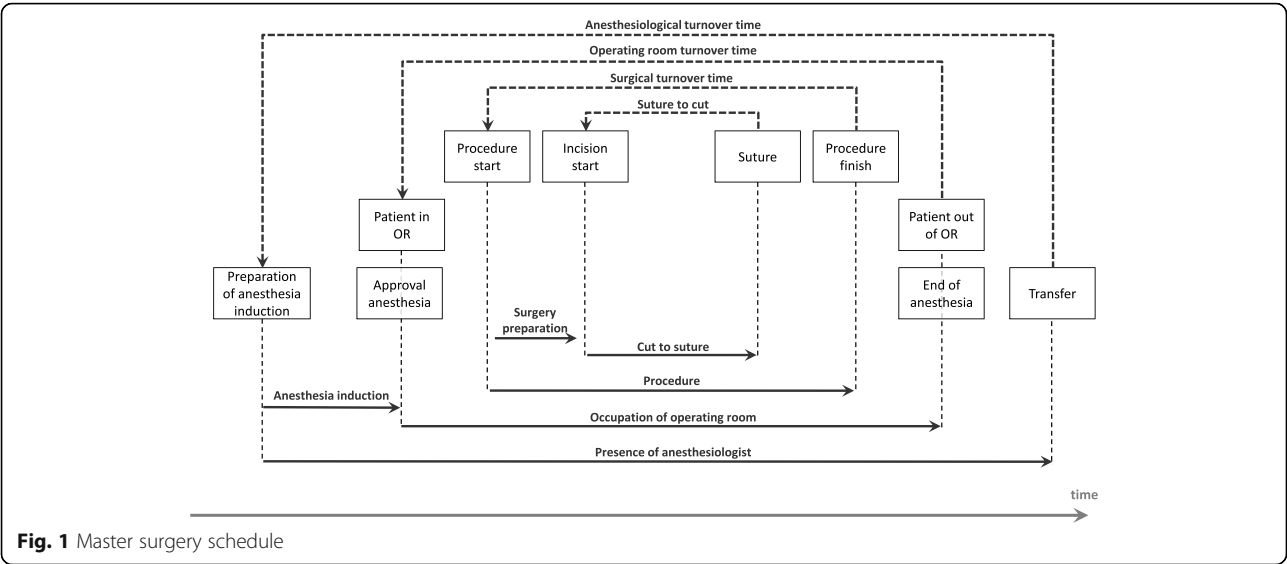 Anesthesiological turnover time
Operating room turnover time
Surgical turnover time
Suture to cut
Procedure
start
Incision
start
Suture
Procedure
finish
Patient in
OR
Patient out
of OR
Preparation
of anesthesia
induction
Approval
anesthesia
End of
anesthesia
Transfer
Surgery
preparation
Cut to suture
Procedure
Anesthesia induction
Occupation of operating room
Presence of anesthesiologist
time
Fig. 1 Master surgery schedule